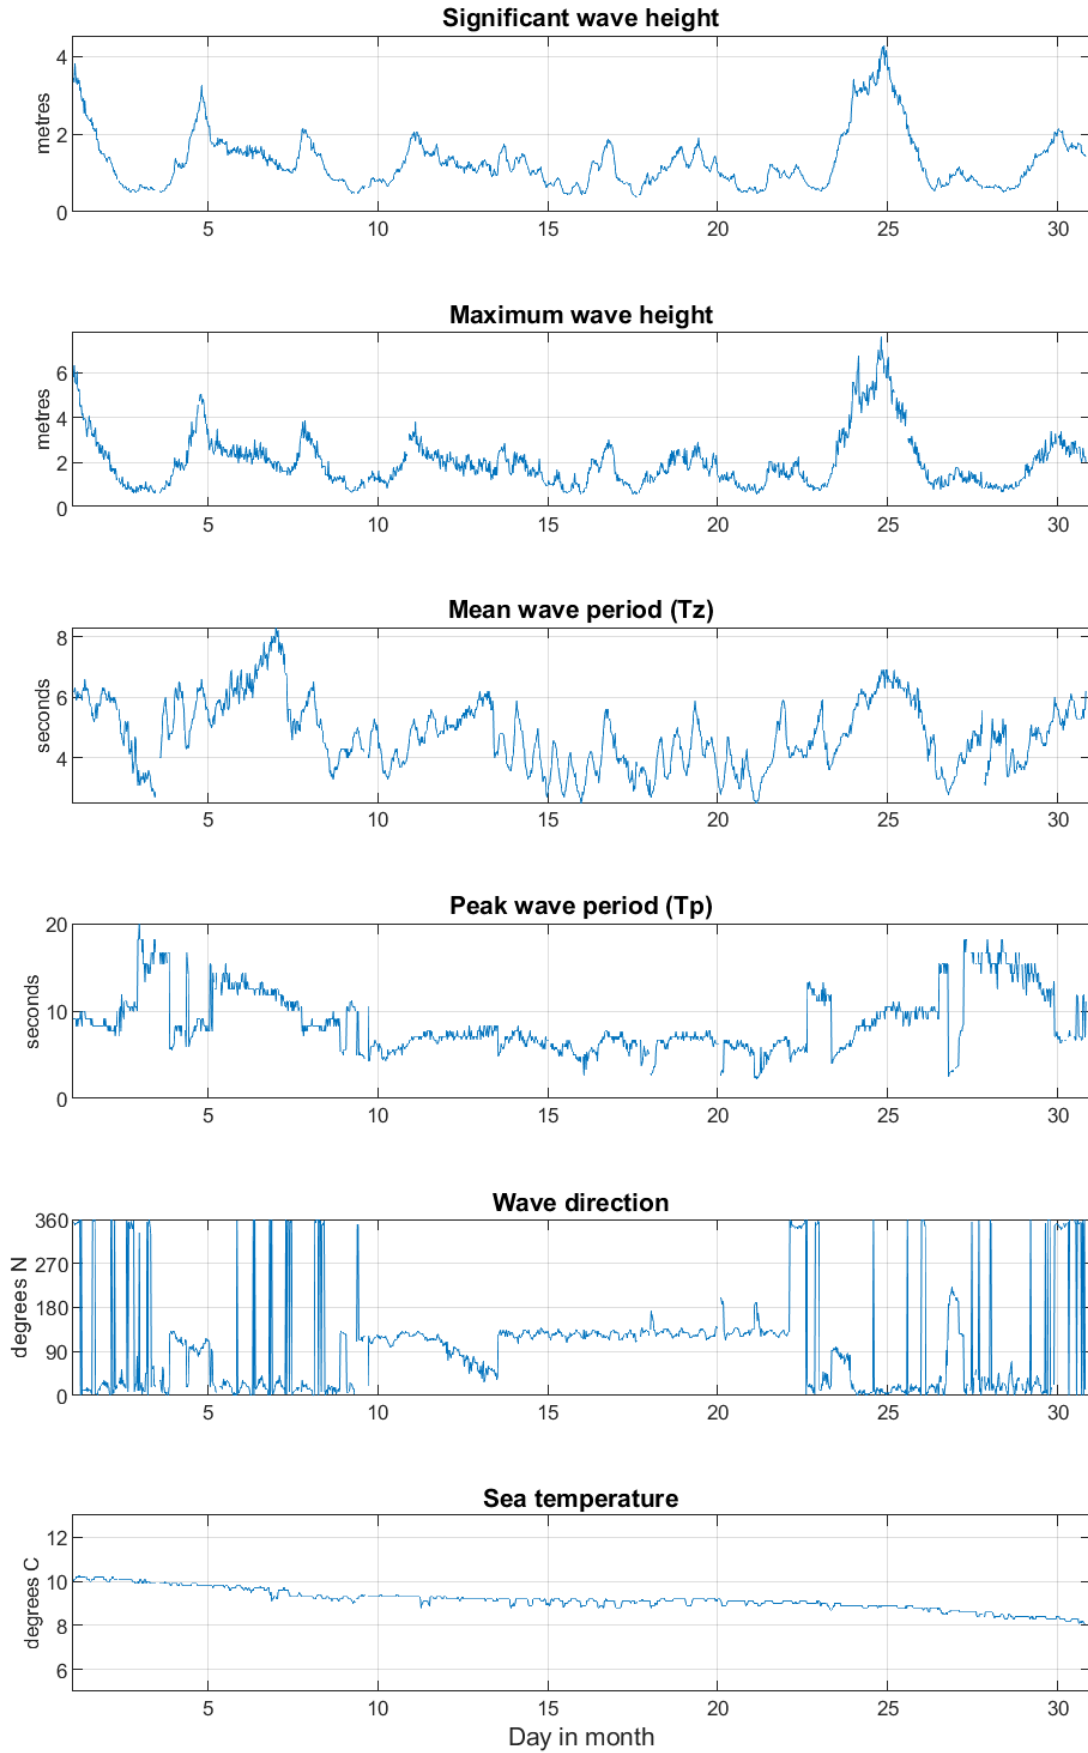 Significant wave height
metres
4
2
0
5 10 15 20 25 30
Maximum wave height
metres
6
4
2
0
5 10 15 20 25 30
Mean wave period (Tz)
seconds
8
6
4
5 10 15 20 25 30
Peak wave period (Tp)
seconds
20
10
0
5 10 15 20 25 30
Wave direction
degrees N
360
270
180
90
0
5 10 15 20 25 30
Sea temperature
degrees C
12
10
8
6
5 10 15 20 25 30
Day in month